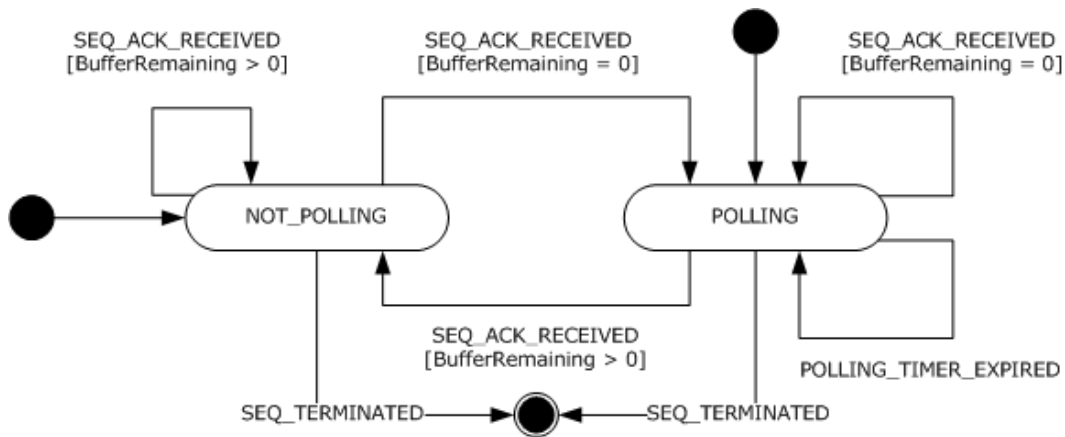 SEQ_ACK_RECEIVED
[BufferRemaining > 0]
SEQ_ACK_RECEIVED
[BufferRemaining = 0]
SEQ_ACK_RECEIVED
[BufferRemaining = 0]
NOT_POLLING
POLLING
SEQ_ACK_RECEIVED
[BufferRemaining > 0]
POLLING_TIMER_EXPIRED
SEQ_TERMINATED
SEQ_TERMINATED